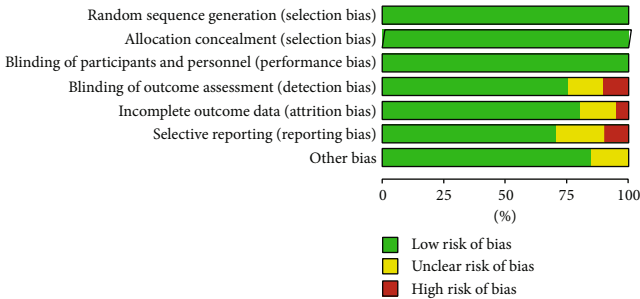 Random sequence generation (selection bias)
Allocation concealment (selection bias)
Blinding of participants and personnel (performance bias)
Blinding of outcome assessment (detection bias)
Incomplete outcome data (attrition bias)
Selective reporting (reporting bias)
Other bias
0 25 50 75 100
(%)
Low risk of bias
Unclear risk of bias
High risk of bias